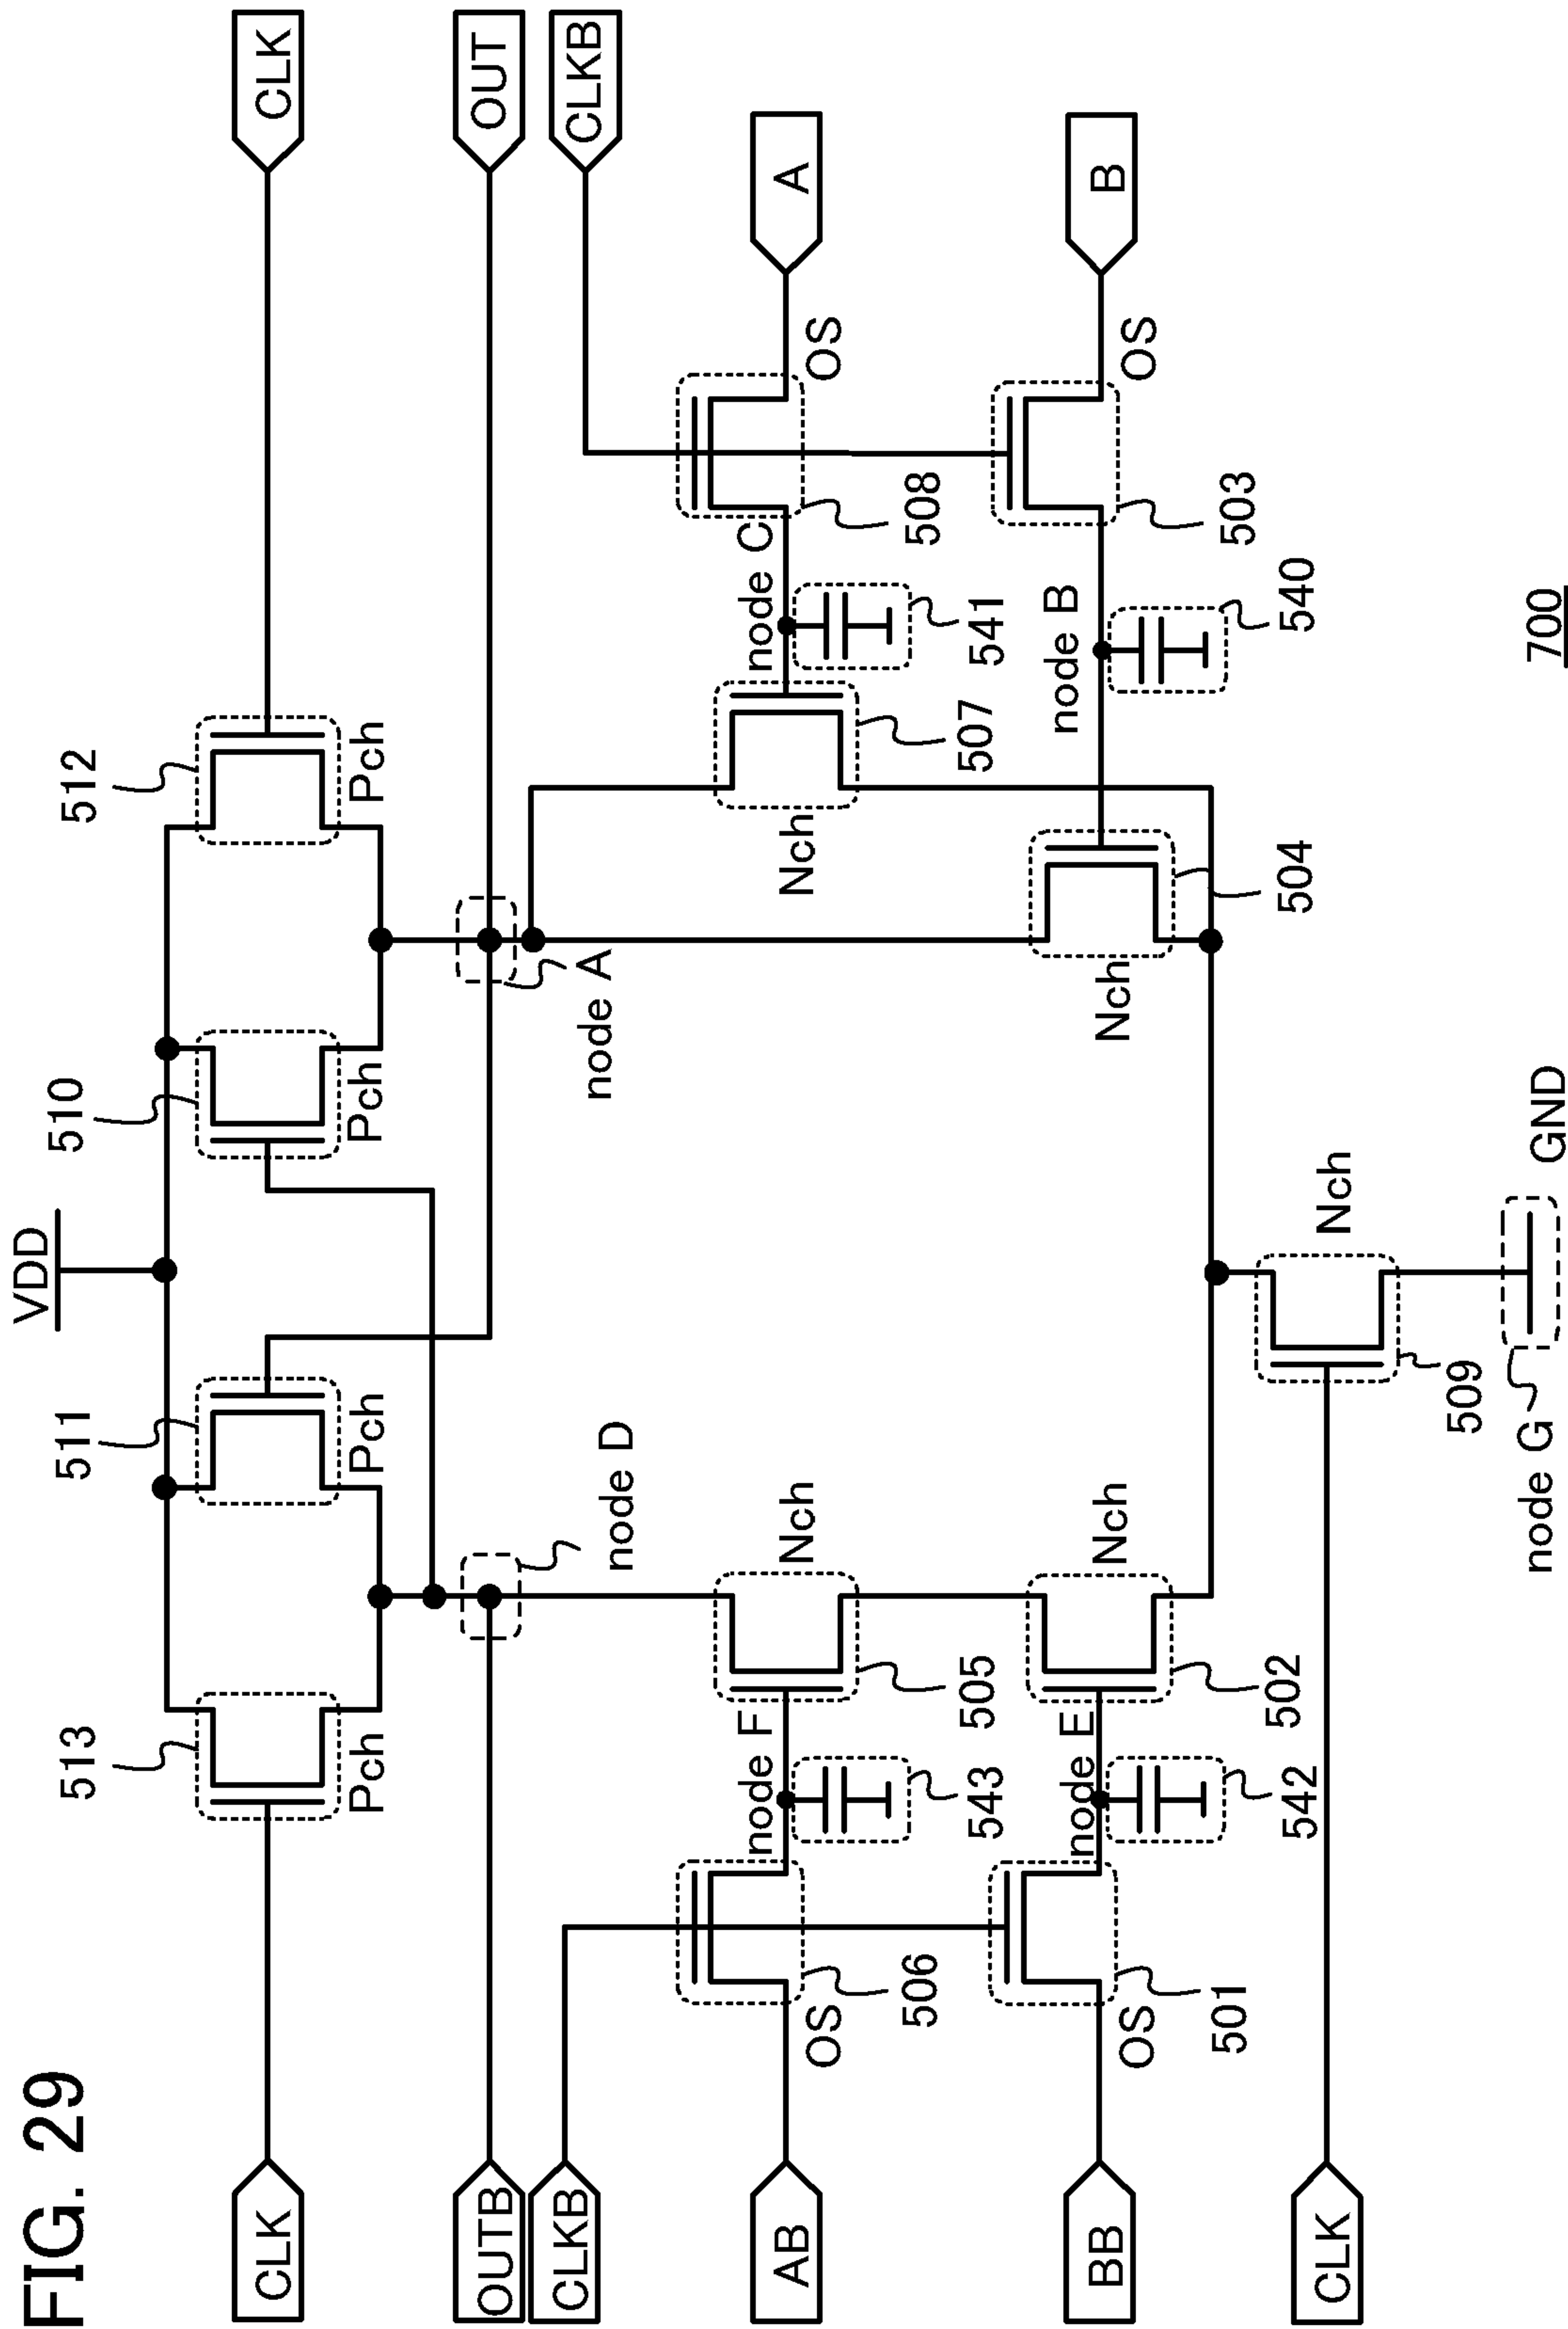 FIG. 29
VDD
513
511
510
512
CLK
Pch
Pch
Pch
Pch
CLK
OUTB
node D
node A
OUT
CLKB
CLKB
AB
OS
506
node F
543
505
Nch
Nch
507
node C
541
508
OS
A
BB
OS
501
node E
542
502
Nch
Nch
504
node B
540
503
OS
B
CLK
509
Nch
node G
GND
700